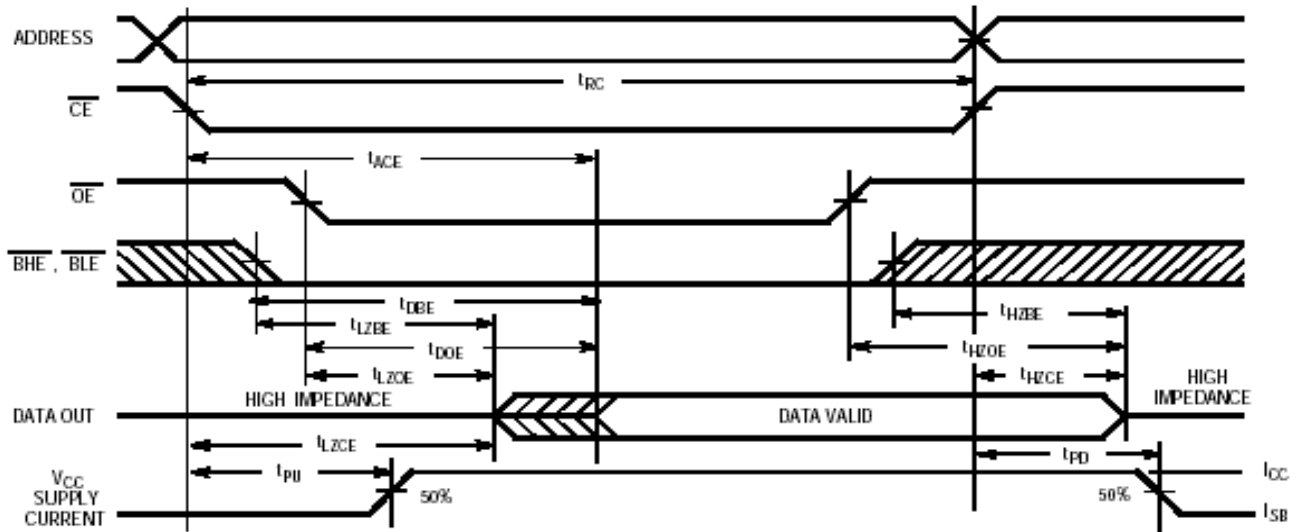 ADDRESS
tRC
CE
tACE
OE
BHE , BLE
tDBE
tLZBE
tHZBE
tDOE
tHZOE
tLZOE
tHZCE
HIGH IMPEDANCE
HIGH
IMPEDANCE
DATA OUT
DATA VALID
tLZCE
tPU
tPD
VCC
SUPPLY
CURRENT
50%
50%
ICC
ISB